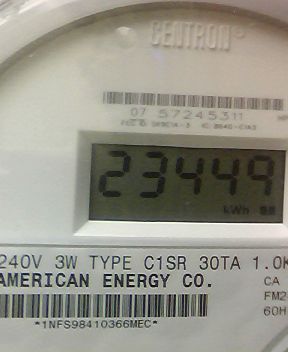 CENTRON®
07 57245311
23449
kWh
240V 3W TYPE C1SR 30TA 1.0K
AMERICAN ENERGY CO.
CA
FM2
60H
*1NFS98410366MEC*